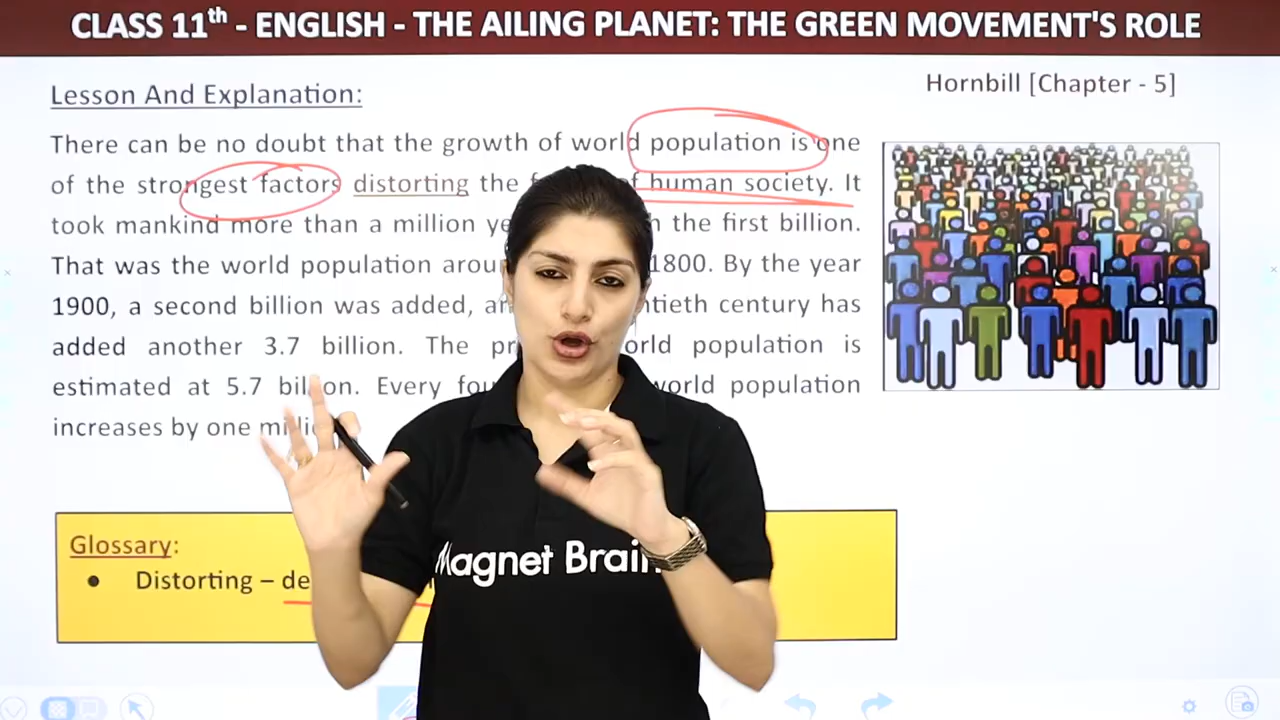 CLASS 11th - ENGLISH - THE AILING PLANET: THE GREEN MOVEMENT'S ROLE
Hornbill [Chapter - 5]
Lesson And Explanation:
There can be no doubt that the growth of world population is one
of the strongest factors distorting the of human society. It
took mankind more than a million the first billion.
That was the world population 1800. By the year
1900, a second billion was added, century has
added another 3.7 billion. The population is
estimated at 5.7 billion. Every world population
increases by one
Glossary:
● Distorting –
Magnet Brain